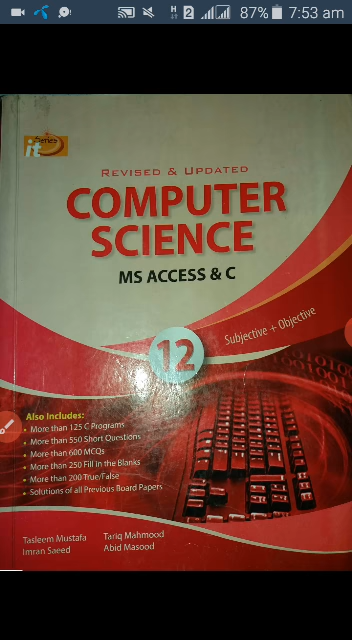 H 2 87% 7:53 am
it Series
REVISED & UPDATED
COMPUTER
SCIENCE
MS ACCESS & C
12
Subjective + Objective
Also Includes:
• More than 125 C Programs
• More than 550 Short Questions
• More than 600 MCQs
• More than 250 Fill in the Blanks
• More than 200 True/False
• Solutions of all Previous Board Papers
Tasleem Mustafa Tariq Mahmood
Imran Saeed Abid Masood